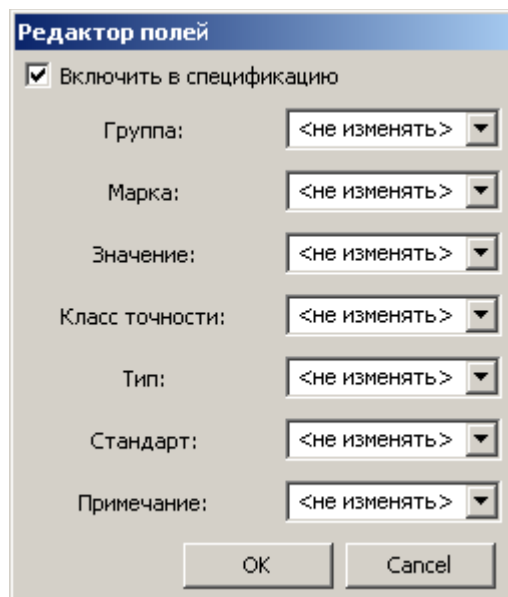 Редактор полей
Включить в спецификацию
Группа: <не изменять>
Марка: <не изменять>
Значение: <не изменять>
Класс точности: <не изменять>
Тип: <не изменять>
Стандарт: <не изменять>
Примечание: <не изменять>
OK Cancel